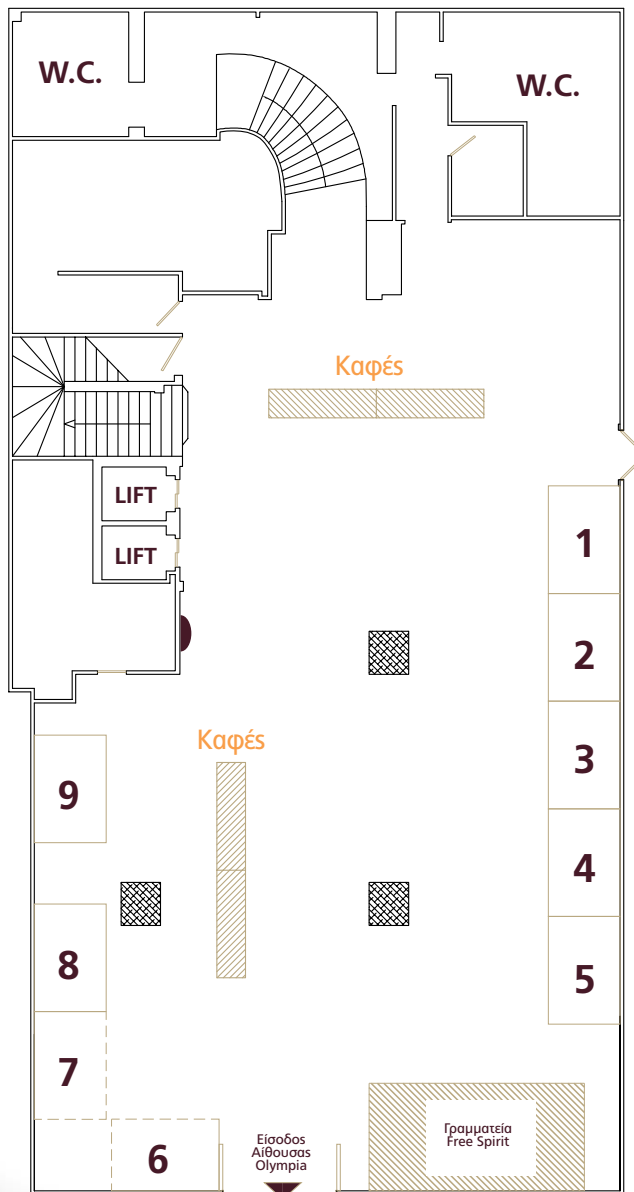 W.C.
W.C.
Καφές
LIFT
LIFT
1
2
3
4
5
Καφές
9
8
7
6
Είσοδος
Αίθουσας
Olympia
Γραμματεία
Free Spirit